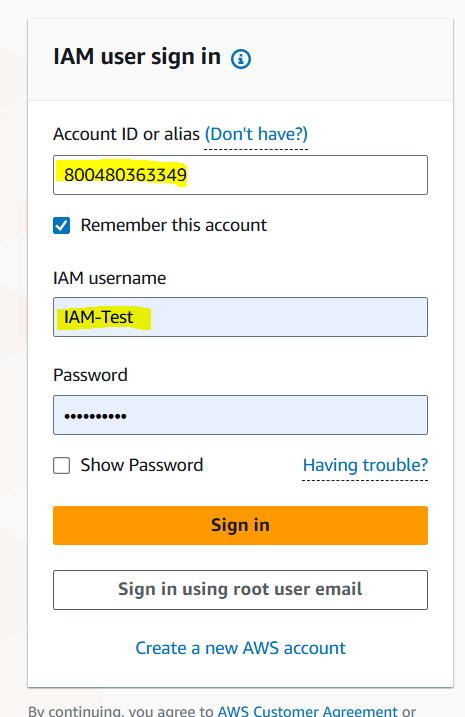 IAM user sign in
Account ID or alias (Don't have?)
800480363349
Remember this account
IAM username
IAM-Test
Password
••••••••••
Show Password Having trouble?
Sign in
Sign in using root user email
Create a new AWS account
By continuing, you agree to AWS Customer Agreement or